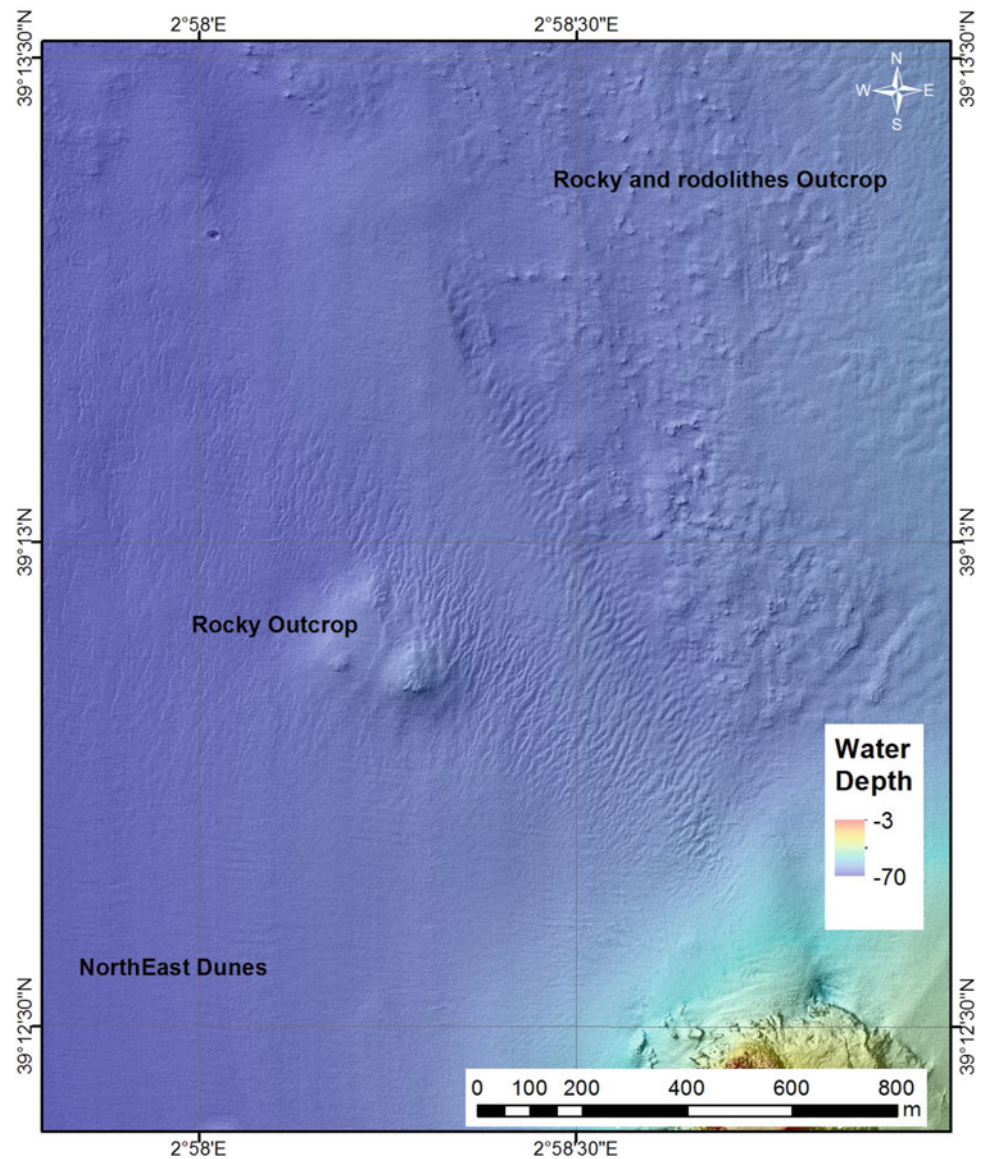 2°58'E
2°58'30"E
39°13'30"N
39°13'30"N
N
W E
S
Rocky and rodolithes Outcrop
39°13'N
39°13'N
Rocky Outcrop
Water
Depth
-3
-70
NorthEast Dunes
39°12'30"N
39°12'30"N
0 100 200 400 600 800
m
2°58'E
2°58'30"E